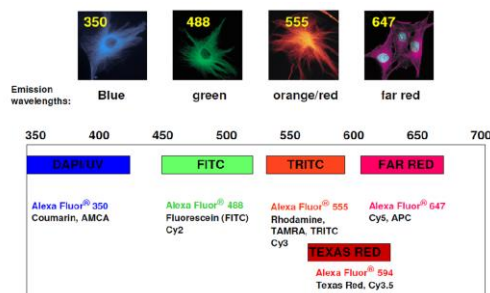 350 488 555 647
Emission
wavelengths:
Blue green orange/red far red
350 400 450 500 550 600 650 700
DAPI/UV FITC TRITC FAR RED
Alexa Fluor® 350
Coumarin, AMCA
Alexa Fluor® 488
Fluorescein (FITC)
Cy2
Alexa Fluor® 555
Rhodamine,
TAMRA, TRITC
Cy3
Alexa Fluor® 647
Cy5, APC
TEXAS RED
Alexa Fluor® 594
Texas Red, Cy3.5